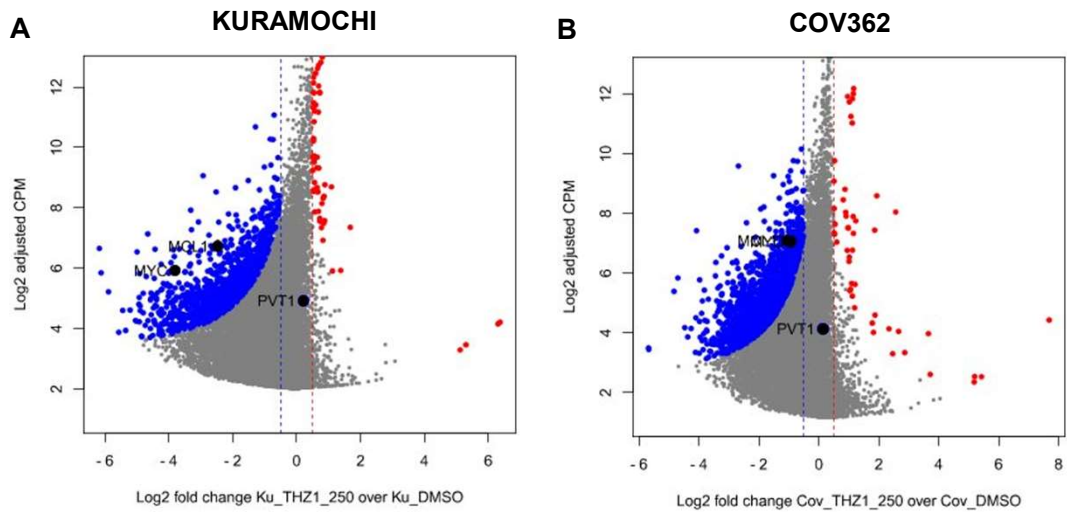 A
KURAMOCHI
B
COV362
Log2 adjusted CPM
12
10
8
6
4
2
MCL1
MYC
PVT1
-6
-4
-2
0
2
4
6
Log2 fold change Ku_THZ1_250 over Ku_DMSO
Log2 adjusted CPM
12
10
8
6
4
2
PVT1
-6
-4
-2
0
2
4
6
8
Log2 fold change Cov_THZ1_250 over Cov_DMSO